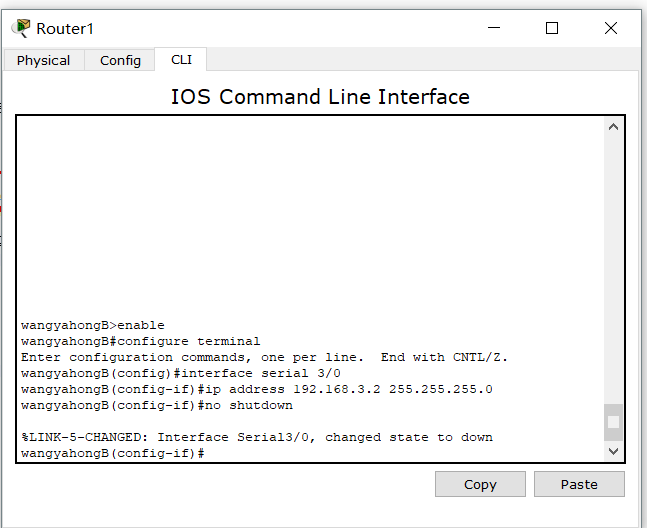 Router1
Physical Config CLI
IOS Command Line Interface
wangyahongB>enable
wangyahongB#configure terminal
Enter configuration commands, one per line.  End with CNTL/Z.
wangyahongB(config)#interface serial 3/0
wangyahongB(config-if)#ip address 192.168.3.2 255.255.255.0
wangyahongB(config-if)#no shutdown
%LINK-5-CHANGED: Interface Serial3/0, changed state to down
wangyahongB(config-if)#
Copy Paste